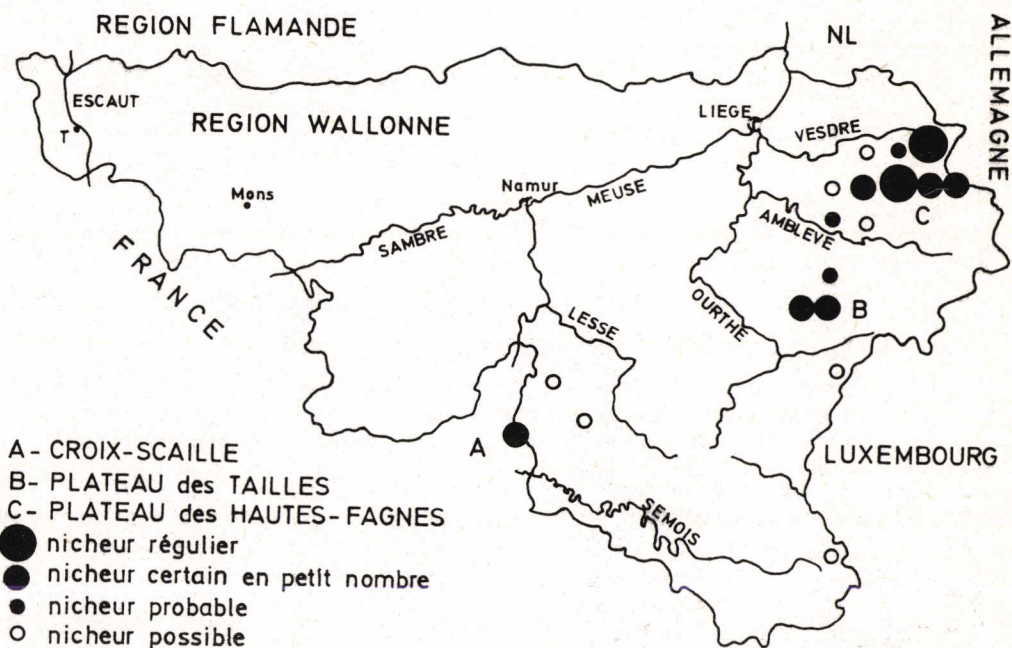 REGION FLAMANDE
NL
ALLEMAGNE
ESCAUT
T
REGION WALLONNE
LIEGE
VESDRE
Mons
Namur
MEUSE
SAMBRE
C
AMBLEVE
FRANCE
B
OURTHE
LESSE
A
LUXEMBOURG
SEMOIS
A - CROIX-SCAILLE
B- PLATEAU des TAILLES
C- PLATEAU des HAUTES-FAGNES
nicheur régulier
nicheur certain en petit nombre
nicheur probable
nicheur possible